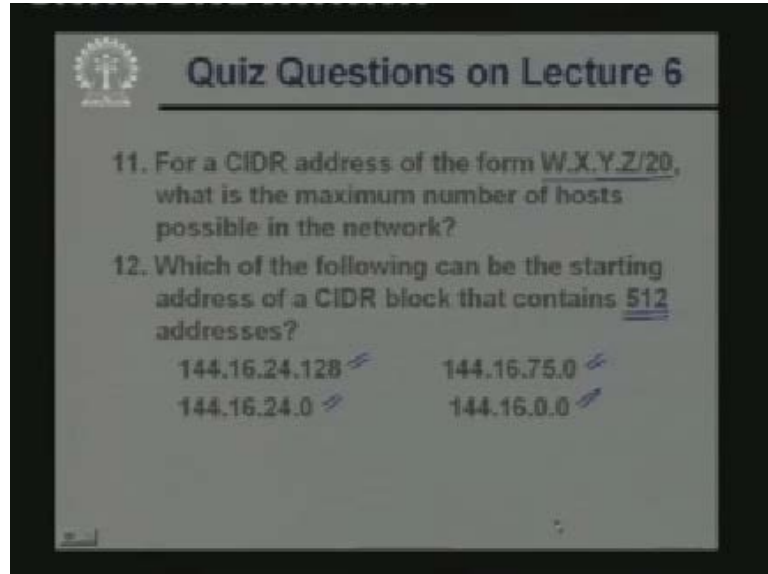 Quiz Questions on Lecture 6
11. For a CIDR address of the form W.X.Y.Z/20,
what is the maximum number of hosts
possible in the network?
12. Which of the following can be the starting
address of a CIDR block that contains 512
addresses?
144.16.24.128 144.16.75.0
144.16.24.0 144.16.0.0